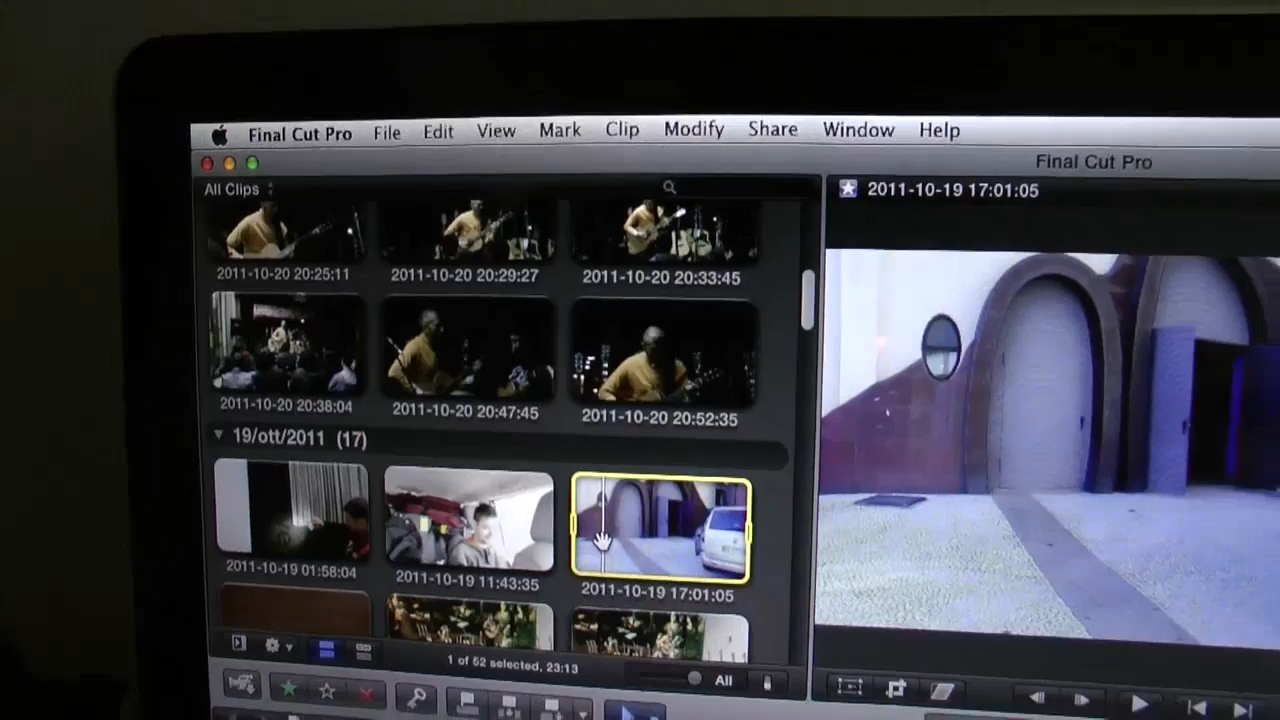 Final Cut Pro File Edit View Mark Clip Modify Share Window Help
Final Cut Pro
All Clips
2011-10-19 17:01:05
2011-10-20 20:25:11 2011-10-20 20:29:27 2011-10-20 20:33:45
2011-10-20 20:38:04 2011-10-20 20:47:45 2011-10-20 20:52:35
19/ott/2011 (17)
2011-10-19 01:58:04 2011-10-19 11:43:35 2011-10-19 17:01:05
1 of 52 selected, 23:13 All